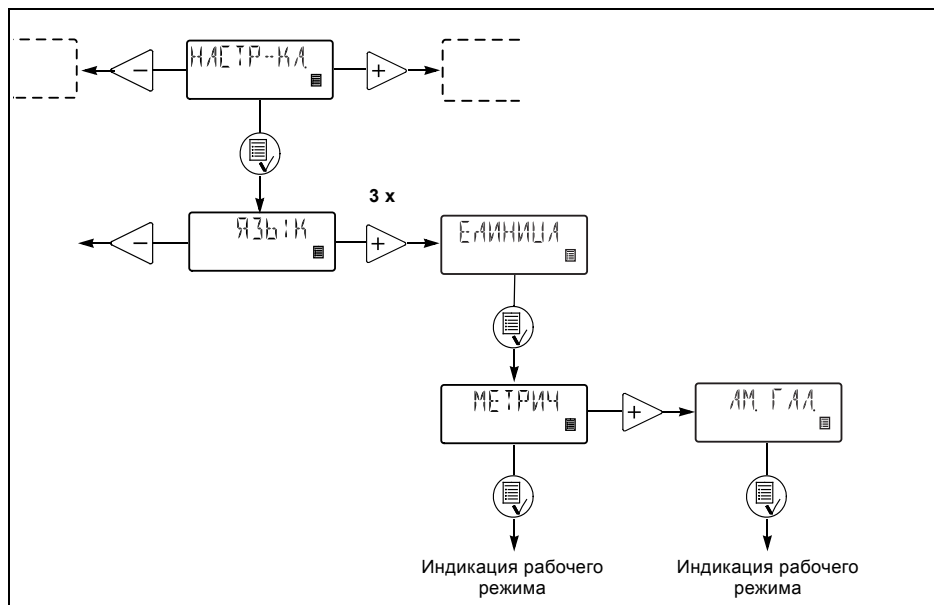 НАСТР-КА
3 x
ЯЗЫК
ЕДИНИЦА
МЕТРИЧ
АМ. ГАЛ.
Индикация рабочего
режима
Индикация рабочего
режима